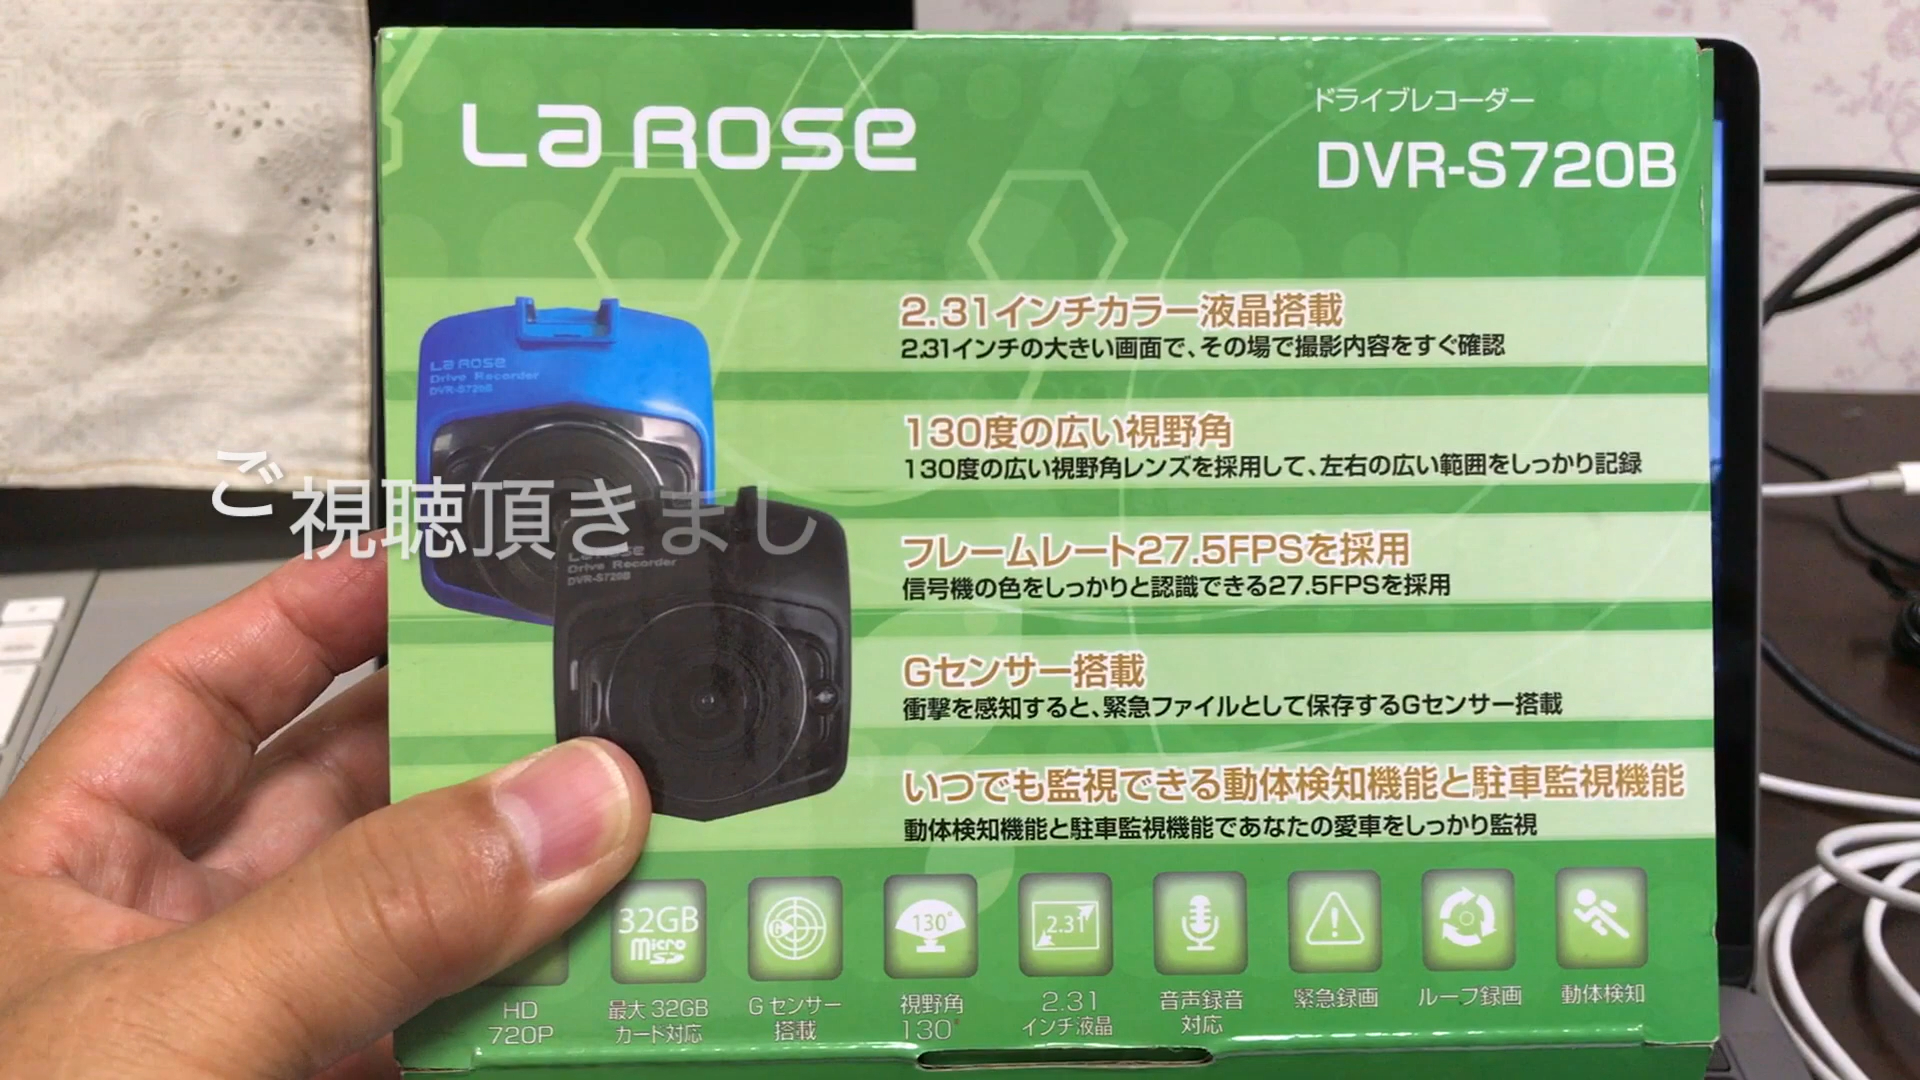 La ROSe
ドライブレコーダー
DVR-S720B
2.31インチカラー液晶搭載
2.31インチの大きい画面で、その場で撮影内容をすぐ確認
La ROSe
Drive Recorder
DVR-S720B
130度の広い視野角
130度の広い視野角レンズを採用して、左右の広い範囲をしっかり記録
ご視聴頂きまし
フレームレート27.5FPSを採用
信号機の色をしっかりと認識できる27.5FPSを採用
La ROSe
Drive Recorder
DVR-S720B
Gセンサー搭載
衝撃を感知すると、緊急ファイルとして保存するGセンサー搭載
いつでも監視できる動体検知機能と駐車監視機能
動体検知機能と駐車監視機能であなたの愛車をしっかり監視
32GB
Micro
SD
G
130°
2.31"
HD
720P
最大 32GB
カード対応
G センサー
搭載
視野角
130°
2.31
インチ液晶
音声録音
対応
緊急録画
ループ録画
動体検知